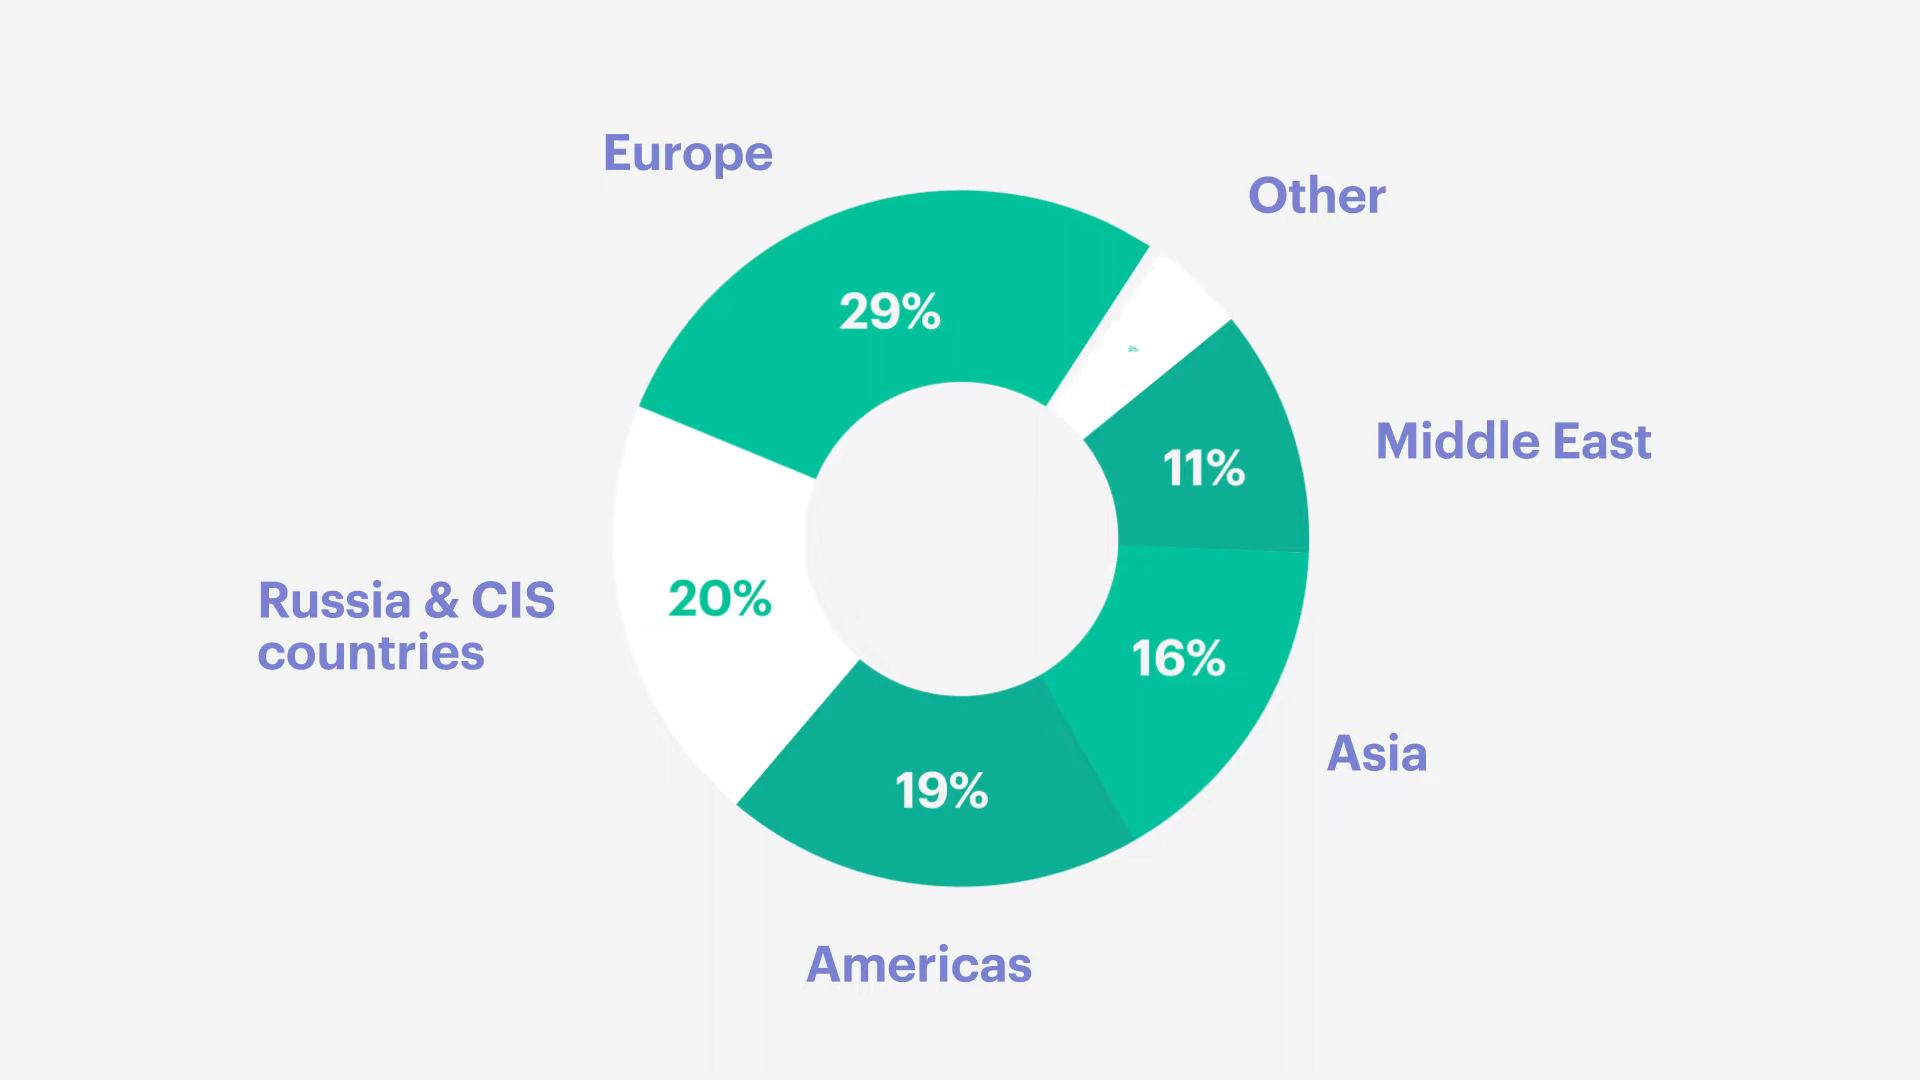 Europe
Other
29%
Middle East
11%
Russia & CIS
countries
20%
16%
Asia
19%
Americas